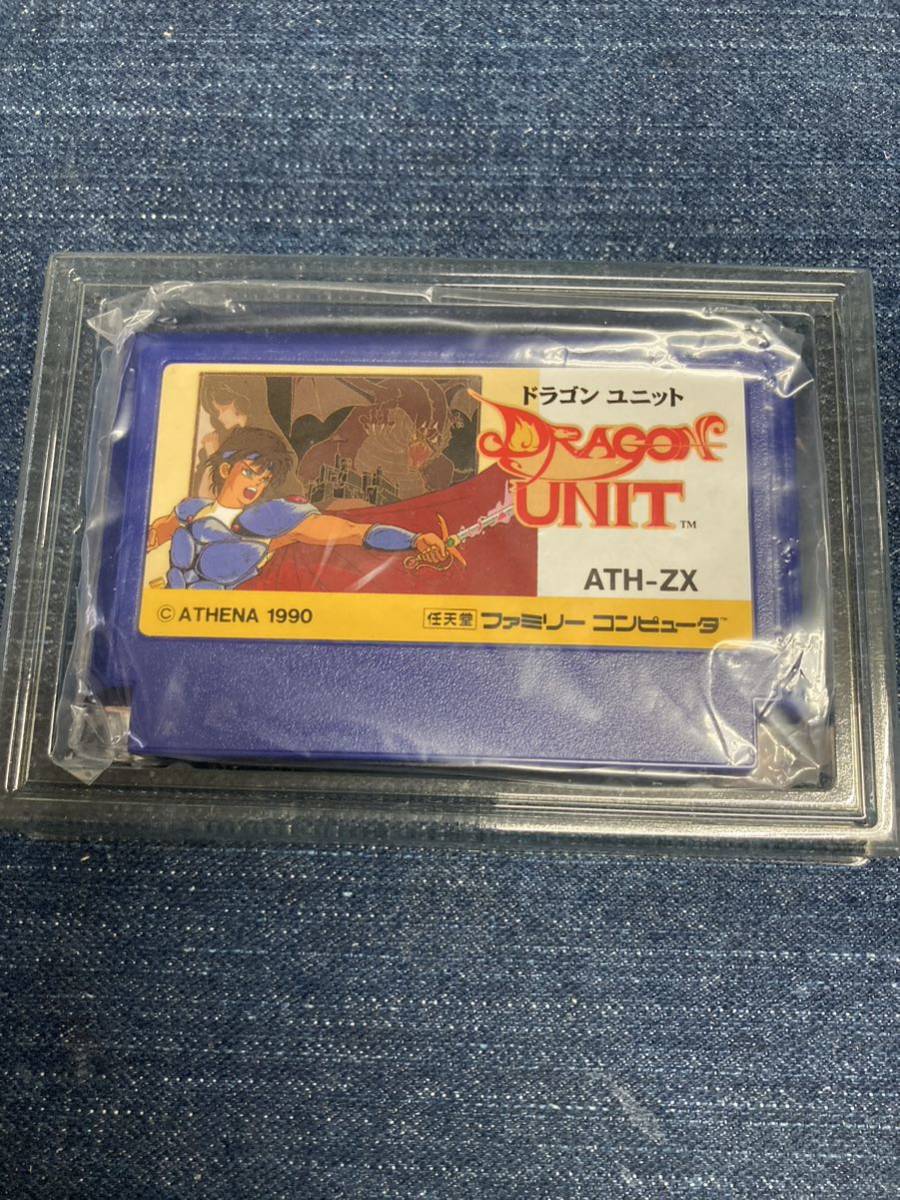 ドラゴン ユニット
DRAGON
UNIT™
ATH-ZX
© ATHENA 1990
任天堂 ファミリー コンピュータ™